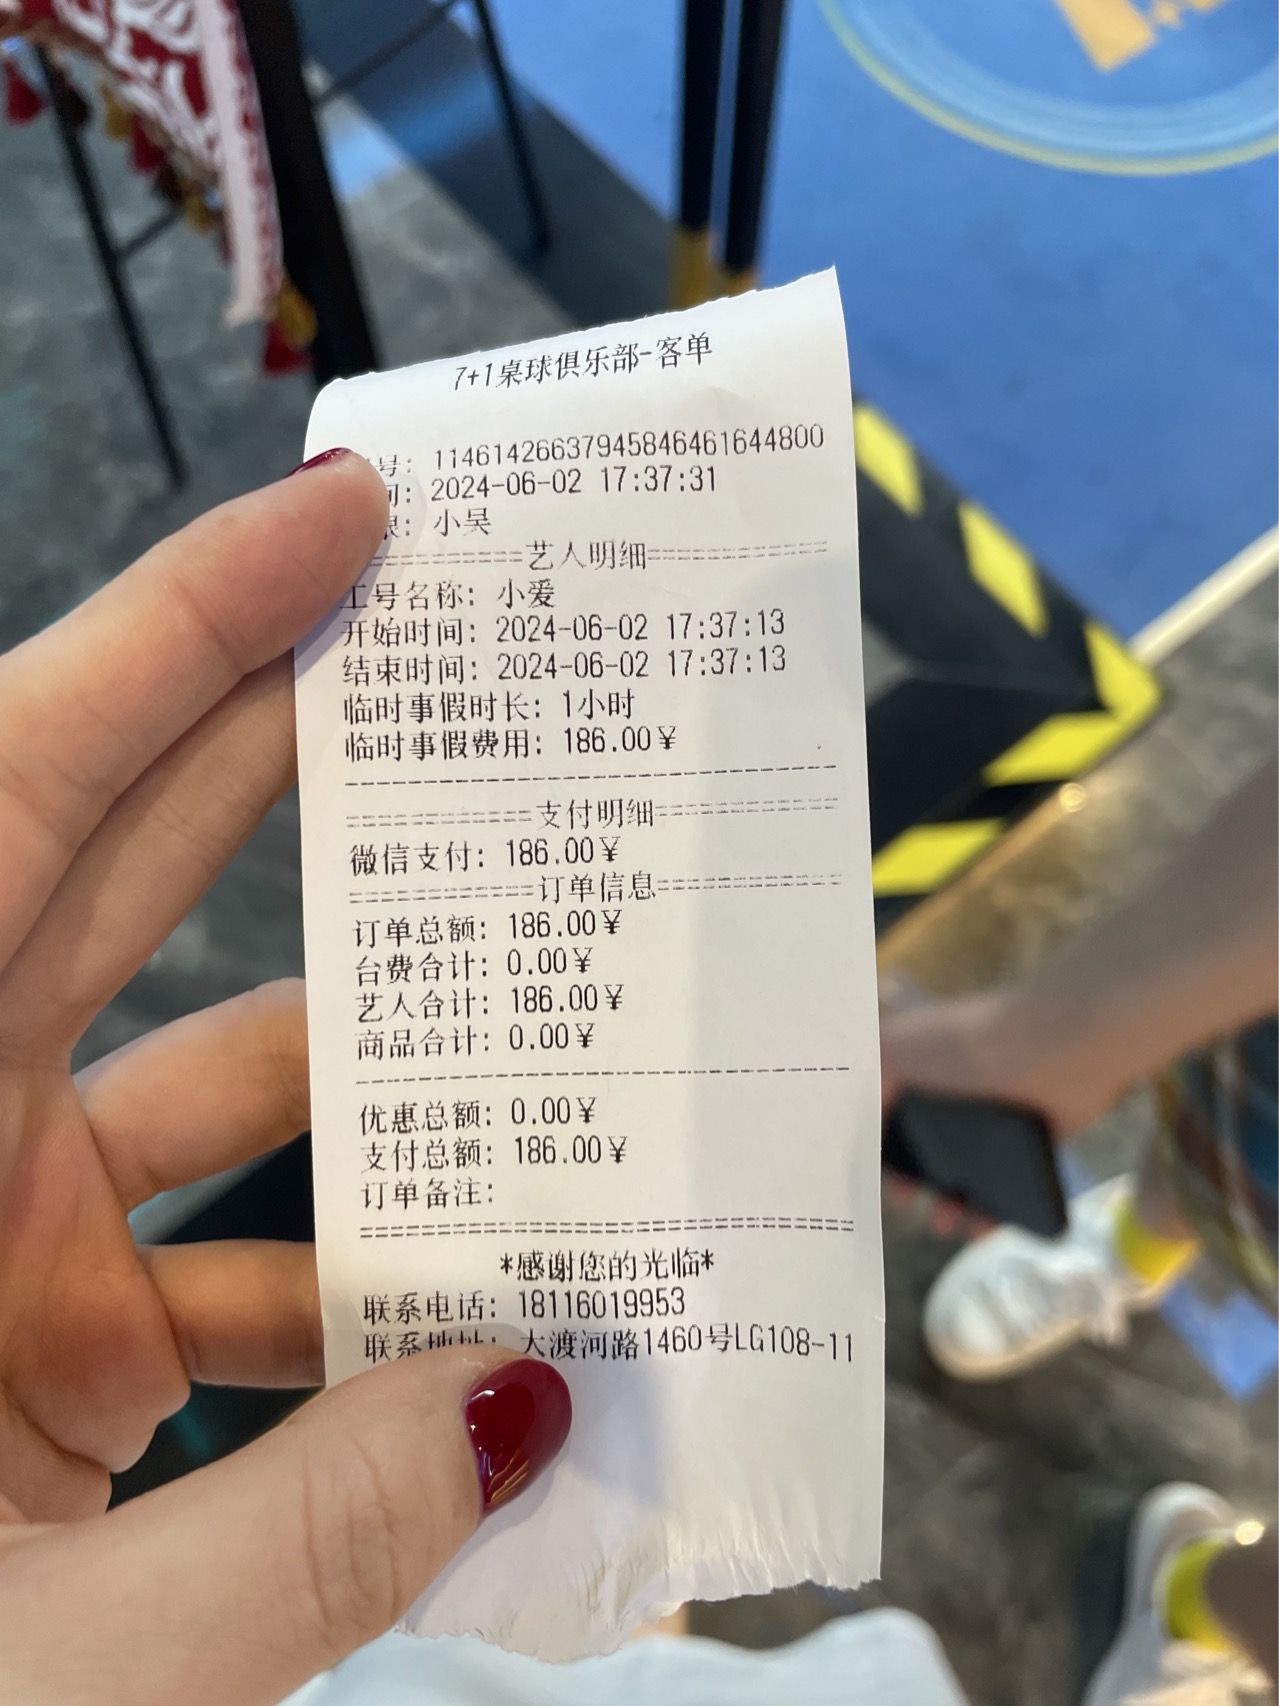 7+1桌球俱乐部-客单
号: 11461426637945846461644800
间: 2024-06-02 17:37:31
银: 小吴
==========艺人明细==========
工号名称: 小爱
开始时间: 2024-06-02 17:37:13
结束时间: 2024-06-02 17:37:13
临时事假时长: 1小时
临时事假费用: 186.00¥
--------------------------------
==========支付明细==========
微信支付: 186.00¥
==========订单信息==========
订单总额: 186.00¥
台费合计: 0.00¥
艺人合计: 186.00¥
商品合计: 0.00¥
--------------------------------
优惠总额: 0.00¥
支付总额: 186.00¥
订单备注:
================================
*感谢您的光临*
联系电话: 18116019953
联系地址: 大渡河路1460号LG108-11